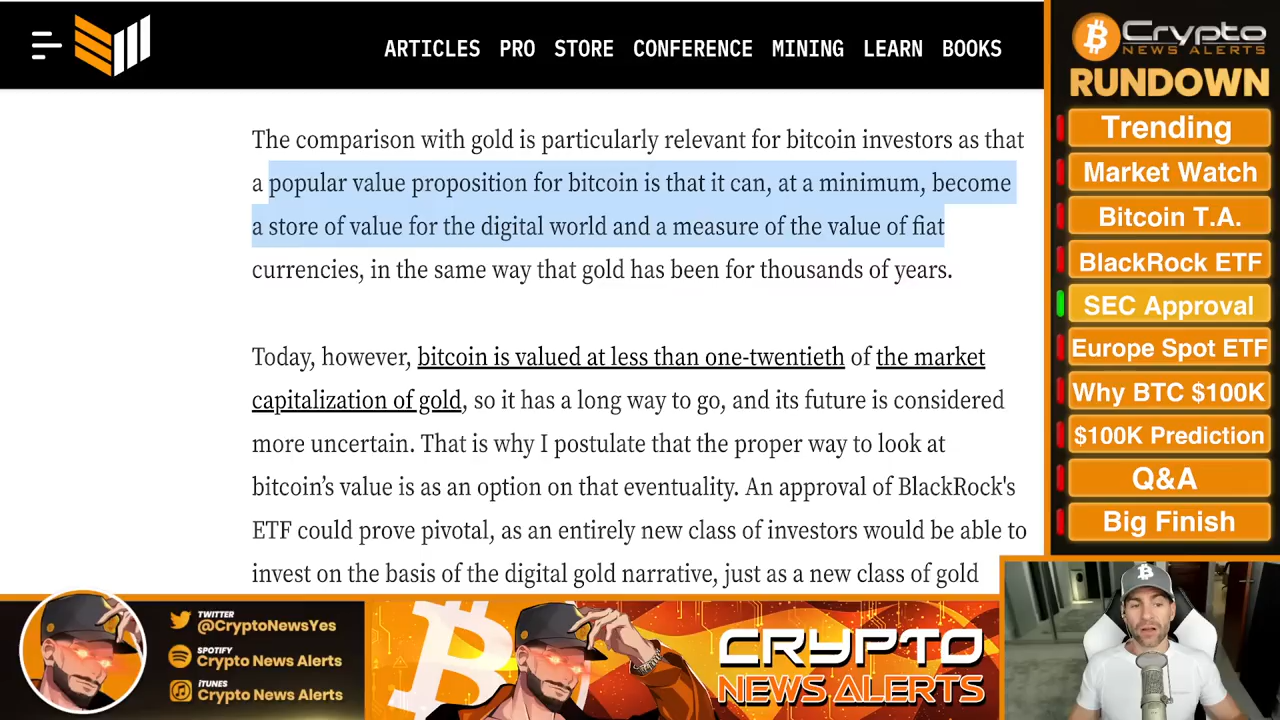 ARTICLES PRO STORE CONFERENCE MINING LEARN BOOKS
The comparison with gold is particularly relevant for bitcoin investors as that
a popular value proposition for bitcoin is that it can, at a minimum, become
a store of value for the digital world and a measure of the value of fiat
currencies, in the same way that gold has been for thousands of years.
Today, however, bitcoin is valued at less than one-twentieth of the market
capitalization of gold, so it has a long way to go, and its future is considered
more uncertain. That is why I postulate that the proper way to look at
bitcoin’s value is as an option on that eventuality. An approval of BlackRock's
ETF could prove pivotal, as an entirely new class of investors would be able to
invest on the basis of the digital gold narrative, just as a new class of gold
Crypto
NEWS ALERTS
RUNDOWN
Trending
Market Watch
Bitcoin T.A.
BlackRock ETF
SEC Approval
Europe Spot ETF
Why BTC $100K
$100K Prediction
Q&A
Big Finish
TWITTER
@CryptoNewsYes
SPOTIFY
Crypto News Alerts
iTUNES
Crypto News Alerts
CRYPTO
NEWS ALERTS